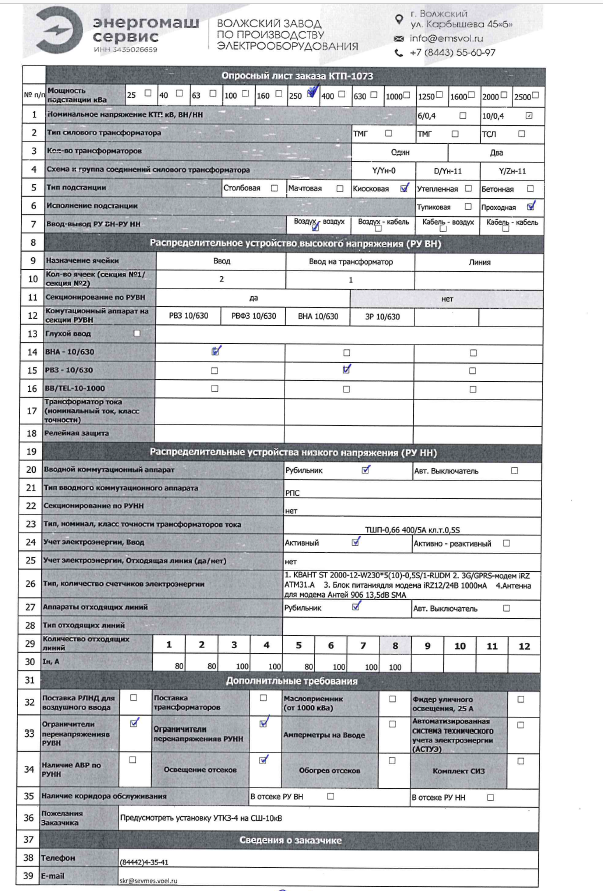 энергомаш
сервис
ИНН 3435026659
ВОЛЖСКИЙ ЗАВОД
ПО ПРОИЗВОДСТВУ
ЭЛЕКТРООБОРУДОВАНИЯ
г. Волжский
ул. Карбышева 45«6»
info@emsvol.ru
+7 (8443) 55-60-97
Опросный лист заказа КТП-1073
№ п/п Мощность подстанции кВа 25 40 63 100 160 250 400 630 1000 1250 1600 2000 2500
1 Номинальное напряжение КТП кВ, ВН/НН 6/0,4 10/0,4
2 Тип силового трансформатора ТМГ ТМГ ТСЛ
3 Кол-во трансформаторов Один Два
4 Схема и группа соединений силового трансформатора Y/Yн-0 D/Yн-11 Y/Zн-11
5 Тип подстанции Столбовая Мачтовая Киосковая Утепленная Бетонная
6 Исполнение подстанции Тупиковая Проходная
7 Ввод-вывод РУ ВН-РУ НН Воздух - воздух Воздух - кабель Кабель - воздух Кабель - кабель
8 Распределительное устройство высокого напряжения (РУ ВН)
9 Назначение ячейки Ввод Ввод на трансформатор Линия
10 Кол-во ячеек (секция №1/ секция №2) 2 1
11 Секционирование по РУВН да нет
12 Комутационный аппарат на секции РУВН РВЗ 10/630 РВФЗ 10/630 ВНА 10/630 ЗР 10/630
13 Глухой ввод
14 ВНА - 10/630
15 РВЗ - 10/630
16 BB/TEL-10-1000
17 Трансформатор тока (номинальный ток, класс точности)
18 Релейная защита
19 Распределительные устройства низкого напряжения (РУ НН)
20 Вводной коммутационный аппарат Рубильник Авт. Выключатель
21 Тип вводного коммутационного аппарата РПС
22 Секционирование по РУНН нет
23 Тип, номинал, класс точности трансформаторов тока ТШП-0,66 400/5А кл.т.0,5S
24 Учет электроэнергии, Ввод Активный Активно - реактивный
25 Учет электроэнергии, Отходящая линия (да/нет) нет
26 Тип, количество счетчиков электроэнергии 1. КВАНТ ST 2000-12-W230*5(10)-0,5S/1-RUDM 2. 3G/GPRS-модем iRZ
ATM31.A 3. Блок питаниядля модема iRZ12/24В 1000мА 4.Антенна
для модема Антей 906 13,5dB SMA
27 Аппараты отходящих линий Рубильник Авт. Выключатель
28 Тип отходящих линий
29 Количество отходящих линий 1 2 3 4 5 6 7 8 9 10 11 12
30 Iн, А 80 80 100 100 80 100 100 100
31 Дополнитльные требования
32 Поставка РЛНД для воздушного ввода Поставка трансформаторов Маслоприемник (от 1000 кВа) Фидер уличного освещения, 25 А
33 Ограничители перенапряжения РУВН Ограничители перенапряжения РУНН Амперметры на Вводе Автоматизированная система технического учета электроэнергии (АСТУЭ)
34 Наличие АВР по РУНН Освещение отсеков Обогрев отсеков Комплект СИЗ
35 Наличие коридора обслуживания В отсеке РУ ВН В отсеке РУ НН
36 Пожелания Заказчика Предусмотреть установку УТКЗ-4 на СШ-10кВ
37 Сведения о заказчике
38 Телефон (84442)4-35-41
39 E-mail skr@srvmes.voel.ru